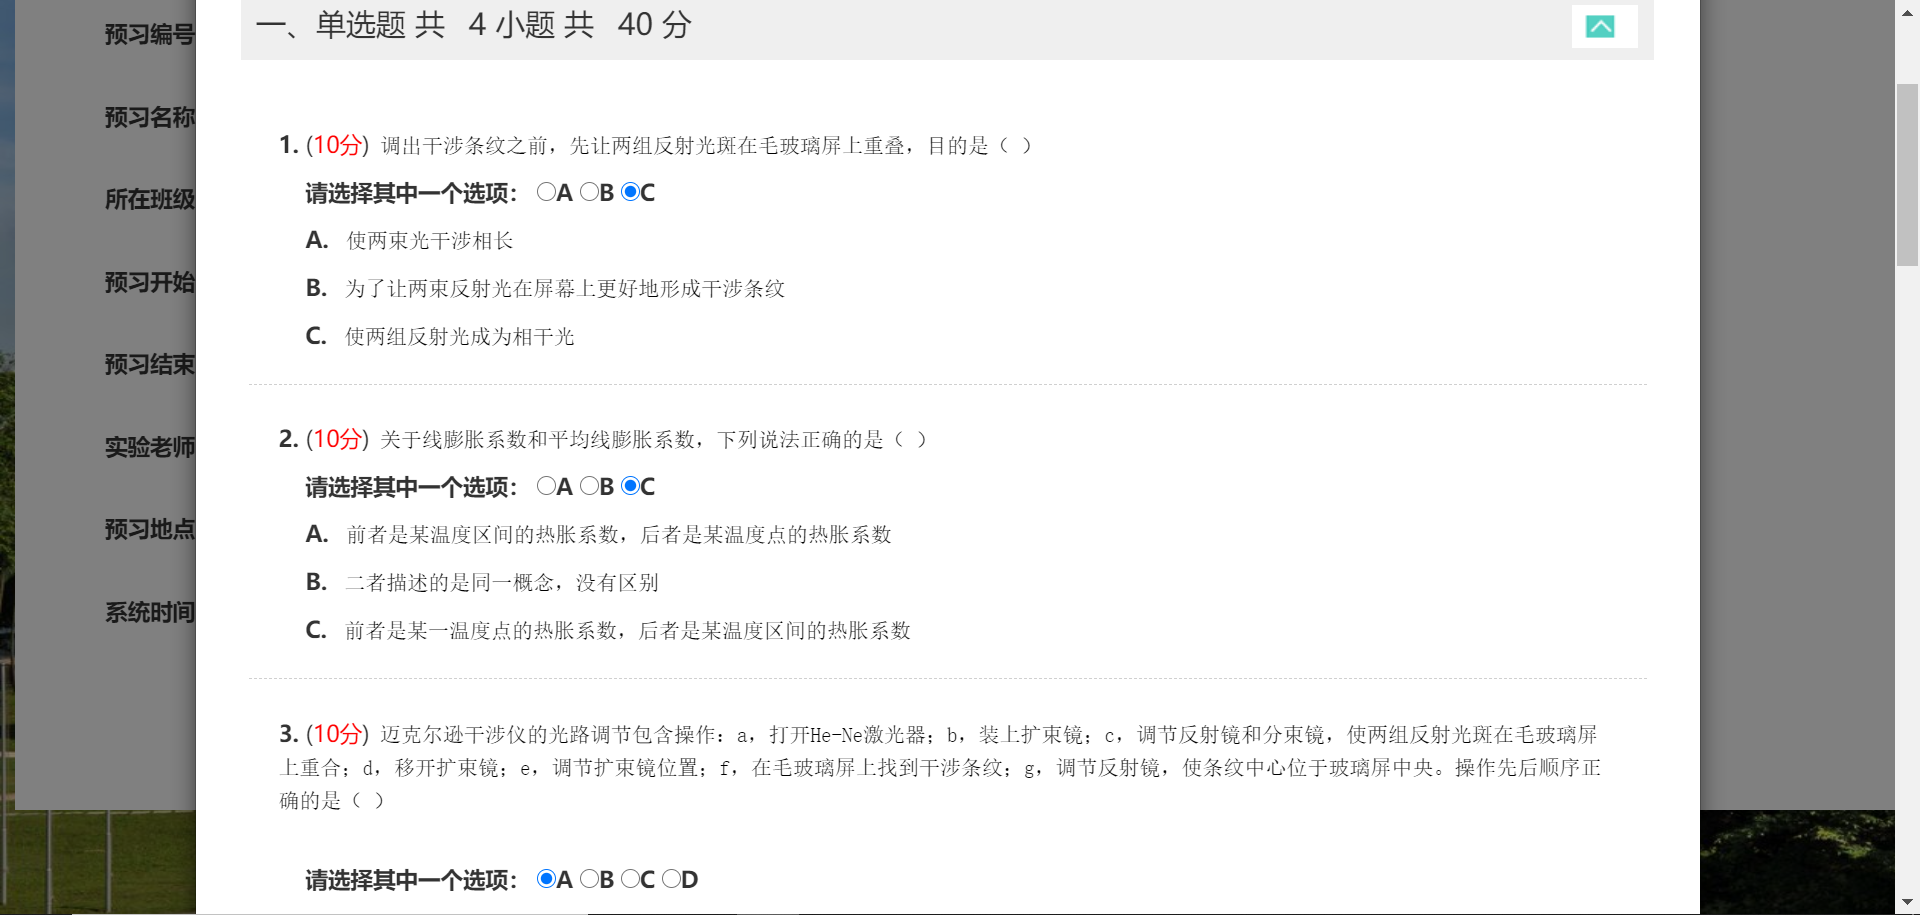 预习编号
预习名称
所在班级
预习开始
预习结束
实验老师
预习地点
系统时间
一、单选题 共 4 小题 共 40 分
1. (10分) 调出干涉条纹之前，先让两组反射光斑在毛玻璃屏上重叠，目的是（ ）
请选择其中一个选项： A B C
A. 使两束光干涉相长
B. 为了让两束反射光在屏幕上更好地形成干涉条纹
C. 使两组反射光成为相干光
2. (10分) 关于线膨胀系数和平均线膨胀系数，下列说法正确的是（ ）
请选择其中一个选项： A B C
A. 前者是某温度区间的热胀系数，后者是某温度点的热胀系数
B. 二者描述的是同一概念，没有区别
C. 前者是某一温度点的热胀系数，后者是某温度区间的热胀系数
3. (10分) 迈克尔逊干涉仪的光路调节包含操作：a，打开He-Ne激光器；b，装上扩束镜；c，调节反射镜和分束镜，使两组反射光斑在毛玻璃屏
上重合；d，移开扩束镜；e，调节扩束镜位置；f，在毛玻璃屏上找到干涉条纹；g，调节反射镜，使条纹中心位于玻璃屏中央。操作先后顺序正
确的是（ ）
请选择其中一个选项： A B C D